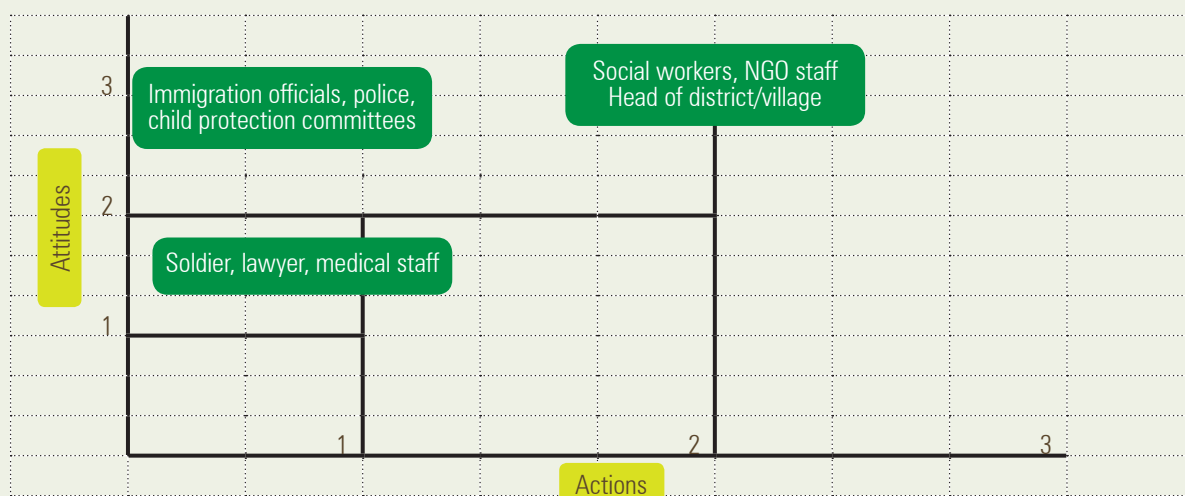 3
Immigration officials, police,
child protection committees
Social workers, NGO staff
Head of district/village
Attitudes
2
Soldier, lawyer, medical staff
1
1
2
3
Actions